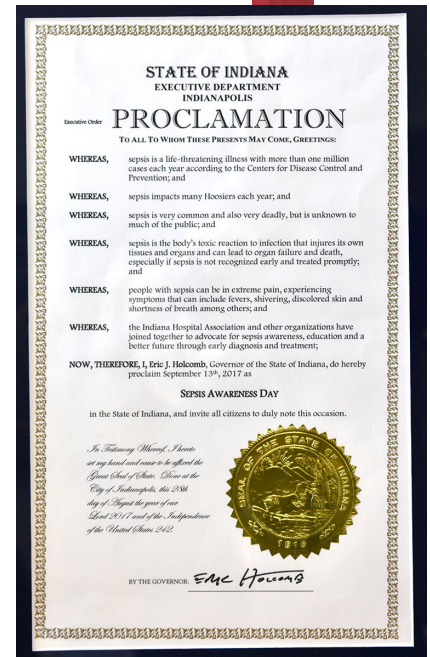 STATE OF INDIANA
EXECUTIVE DEPARTMENT
INDIANAPOLIS
Executive Order PROCLAMATION
TO ALL TO WHOM THESE PRESENTS MAY COME, GREETINGS:
WHEREAS, sepsis is a life-threatening illness with more than one million
cases each year according to the Centers for Disease Control and
Prevention; and
WHEREAS, sepsis impacts many Hoosiers each year; and
WHEREAS, sepsis is very common and also very deadly, but is unknown to
much of the public; and
WHEREAS, sepsis is the body's toxic reaction to infection that injures its own
tissues and organs and can lead to organ failure and death,
especially if sepsis is not recognized early and treated promptly;
and
WHEREAS, people with sepsis can be in extreme pain, experiencing
symptoms that can include fevers, shivering, discolored skin and
shortness of breath among others; and
WHEREAS, the Indiana Hospital Association and other organizations have
joined together to advocate for sepsis awareness, education and a
better future through early diagnosis and treatment;
NOW, THEREFORE, I, Eric J. Holcomb, Governor of the State of Indiana, do hereby
proclaim September 13th, 2017 as
SEPSIS AWARENESS DAY
in the State of Indiana, and invite all citizens to duly note this occasion.
In Testimony Whereof, I hereto
set my hand and cause to be affixed the
Great Seal of State. Done at the
City of Indianapolis, this 28th
day of August the year of our
Lord 2017 and of the Independence
of the United States 242.
SEAL OF THE STATE OF INDIANA
1816
BY THE GOVERNOR: Eric Holcomb